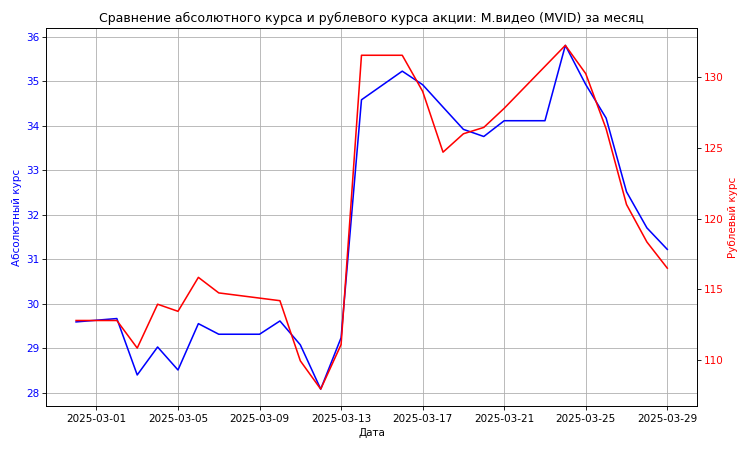 Сравнение абсолютного курса и рублевого курса акции: М.видео (MVID) за месяц
36
35
34
33
32
31
30
29
28
Абсолютный курс
130
125
120
115
110
Рублевый курс
2025-03-01 2025-03-05 2025-03-09 2025-03-13 2025-03-17 2025-03-21 2025-03-25 2025-03-29
Дата